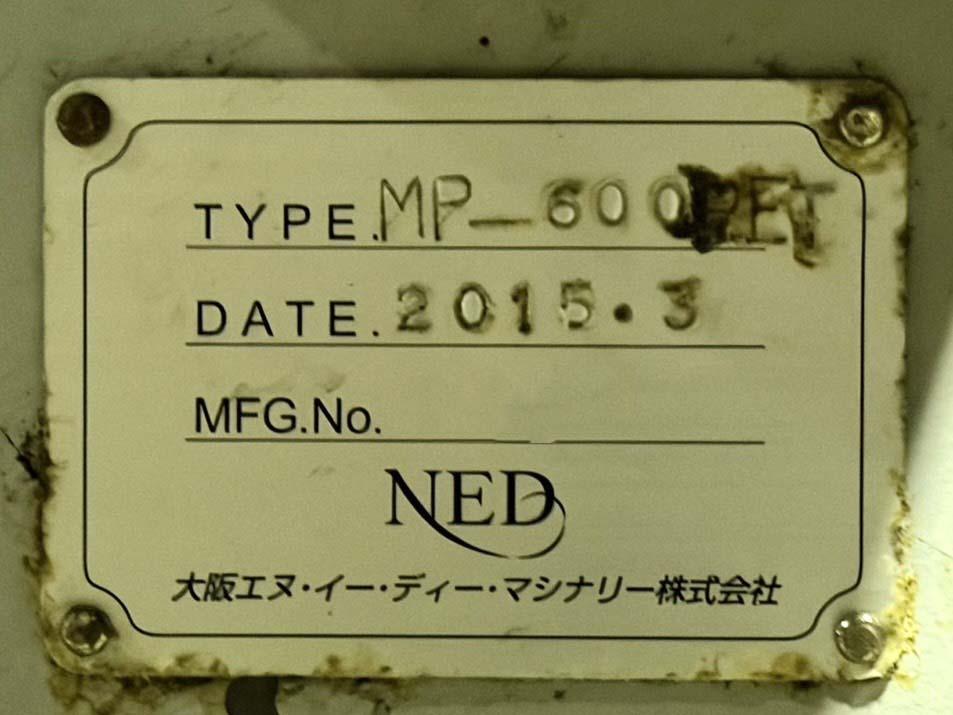 TYPE. MP-600
DATE. 2015.3
MFG.No.
NED
大阪エヌ・イー・ディー・マシナリー株式会社